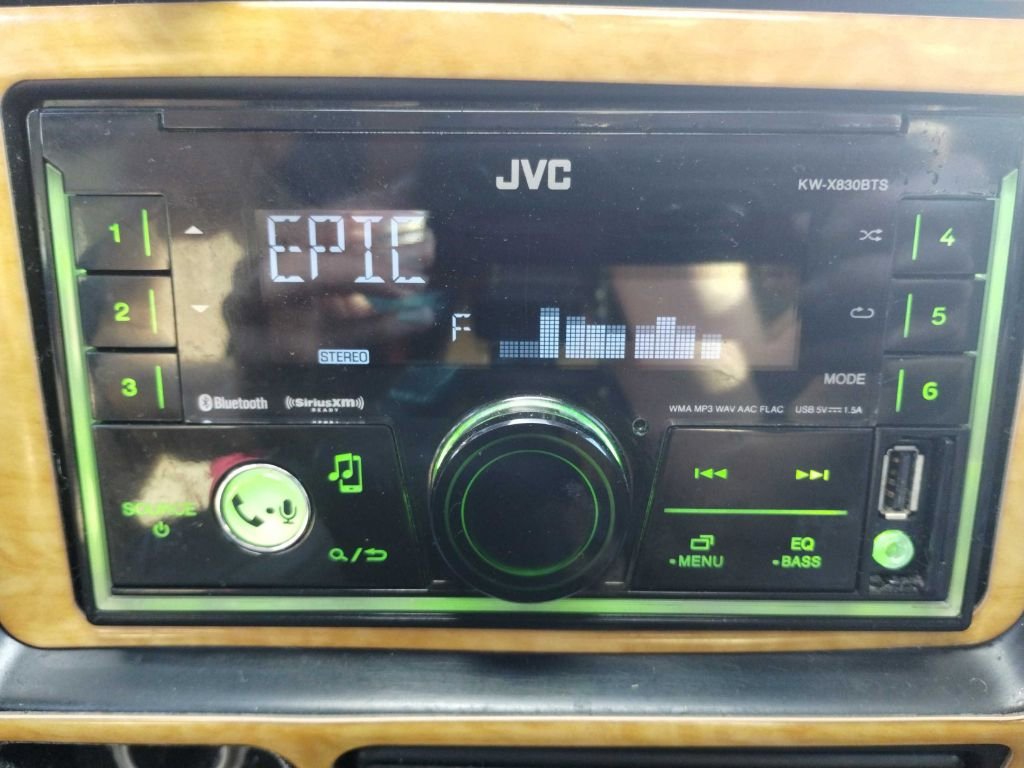 JVC
KW-X830BTS
EPIC
F
STEREO
1
2
3
4
5
6
MODE
Bluetooth
((SiriusXM))
READY
WMA MP3 WAV AAC FLAC USB 5V 1.5A
SOURCE
MENU
EQ
BASS